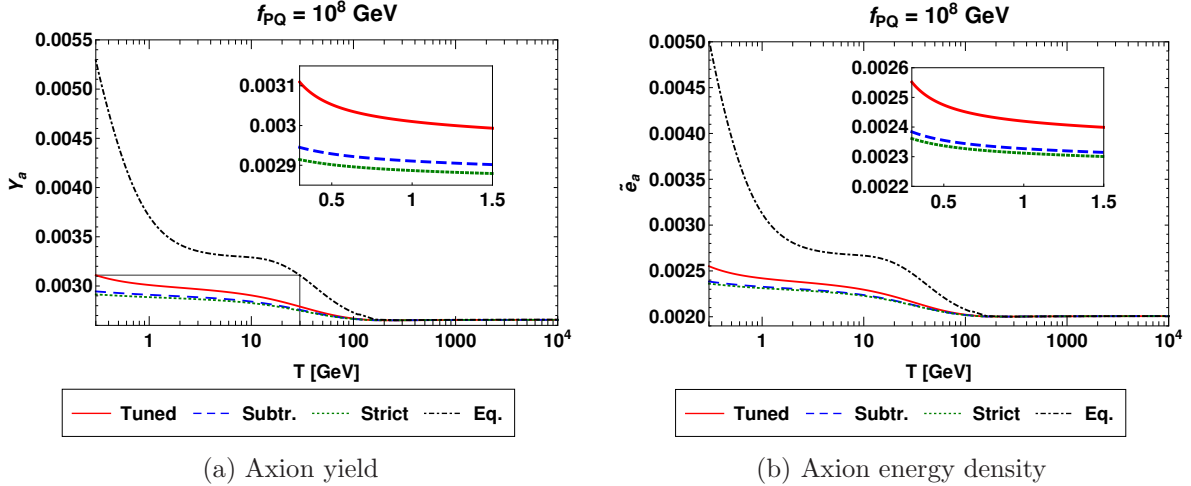 f_PQ = 10^8 GeV
0.0055
0.0050
0.0045
0.0040
0.0035
0.0030
Y_a
0.0031
0.003
0.0029
0.5 1 1.5
1 10 100 1000 10^4
T [GeV]
Tuned Subtr. Strict Eq.
(a) Axion yield
f_PQ = 10^8 GeV
0.0050
0.0045
0.0040
0.0035
0.0030
0.0025
0.0020
ẽ_a
0.0026
0.0025
0.0024
0.0023
0.0022
0.5 1 1.5
1 10 100 1000 10^4
T [GeV]
Tuned Subtr. Strict Eq.
(b) Axion energy density